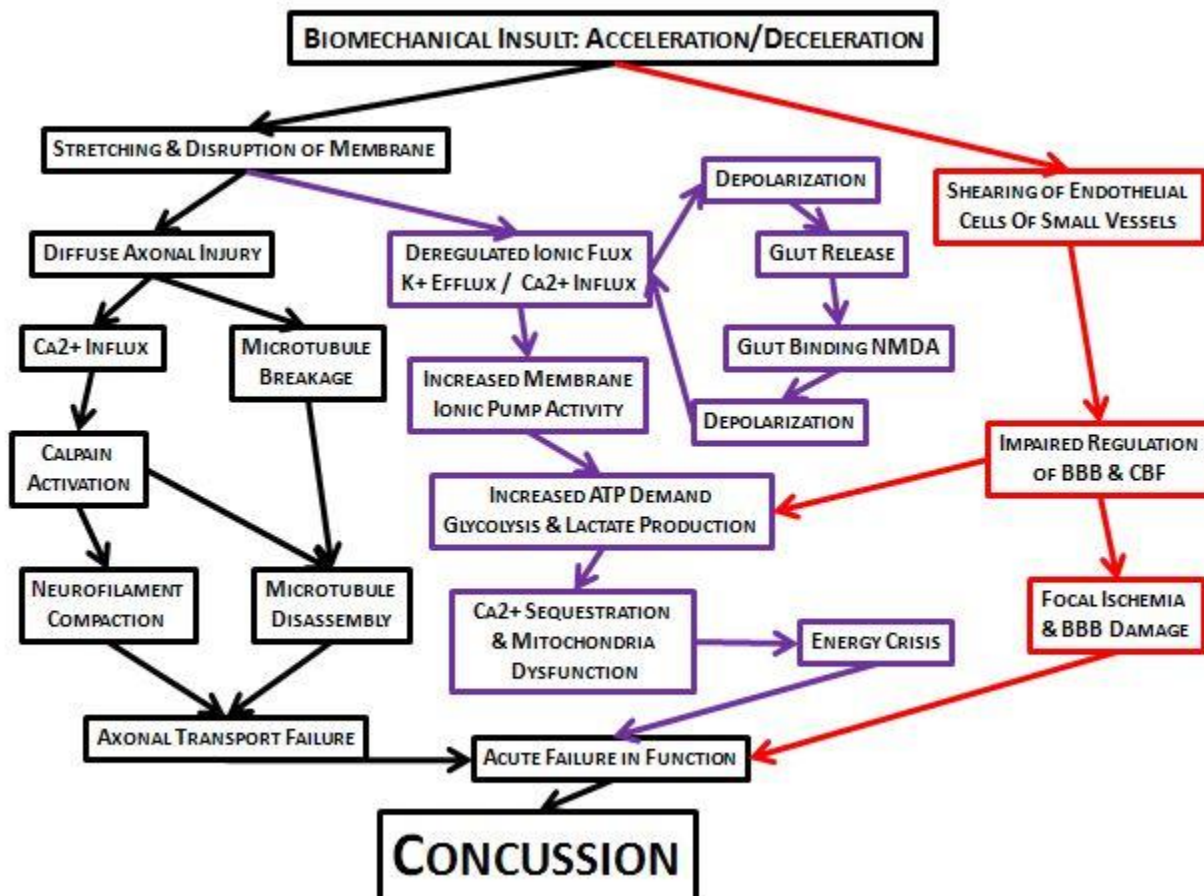 BIOMECHANICAL INSULT: ACCELERATION/DECELERATION
STRETCHING & DISRUPTION OF MEMBRANE
DEPOLARIZATION
SHEARING OF ENDOTHELIAL
CELLS OF SMALL VESSELS
DIFFUSE AXONAL INJURY
DEREGULATED IONIC FLUX
K+ EFFLUX / CA2+ INFLUX
GLUT RELEASE
CA2+ INFLUX
MICROTUBULE
BREAKAGE
GLUT BINDING NMDA
INCREASED MEMBRANE
IONIC PUMP ACTIVITY
DEPOLARIZATION
CALPAIN
ACTIVATION
IMPAIRED REGULATION
OF BBB & CBF
INCREASED ATP DEMAND
GLYCOLYSIS & LACTATE PRODUCTION
NEUROFILAMENT
COMPACTION
MICROTUBULE
DISASSEMBLY
CA2+ SEQUESTRATION
& MITOCHONDRIA
DYSFUNCTION
ENERGY CRISIS
FOCAL ISCHEMIA
& BBB DAMAGE
AXONAL TRANSPORT FAILURE
ACUTE FAILURE IN FUNCTION
CONCUSSION